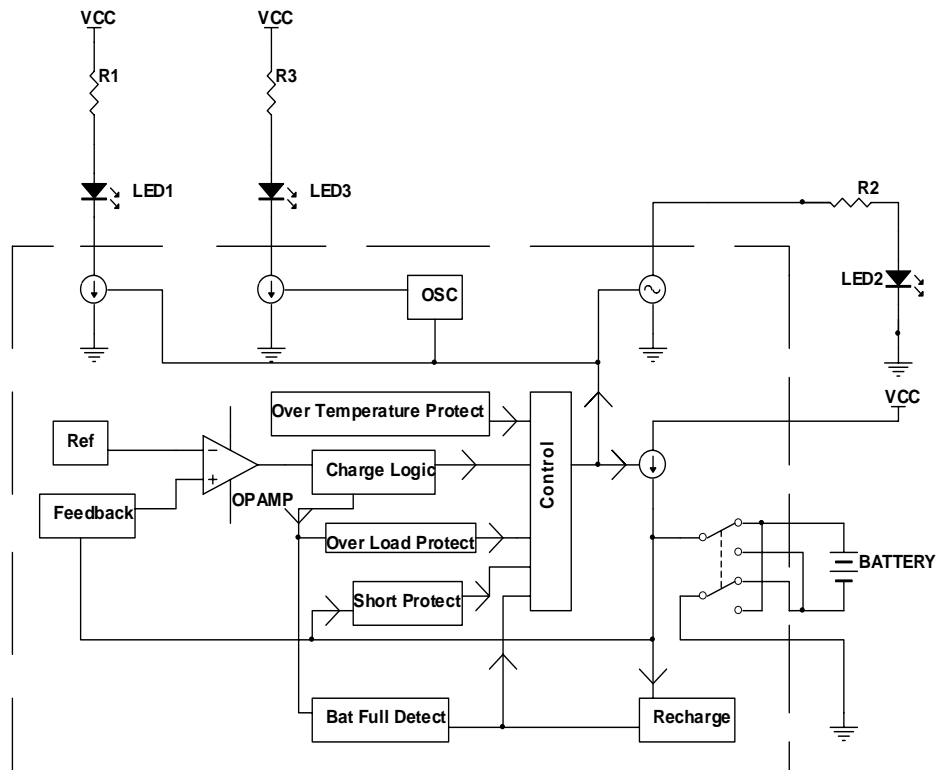 VCC
VCC
R1
R3
LED1
LED3
R2
LED2
OSC
VCC
Over Temperature Protect
Ref
−
+
OPAMP
Charge Logic
Control
Feedback
Over Load Protect
BATTERY
Short Protect
Bat Full Detect
Recharge